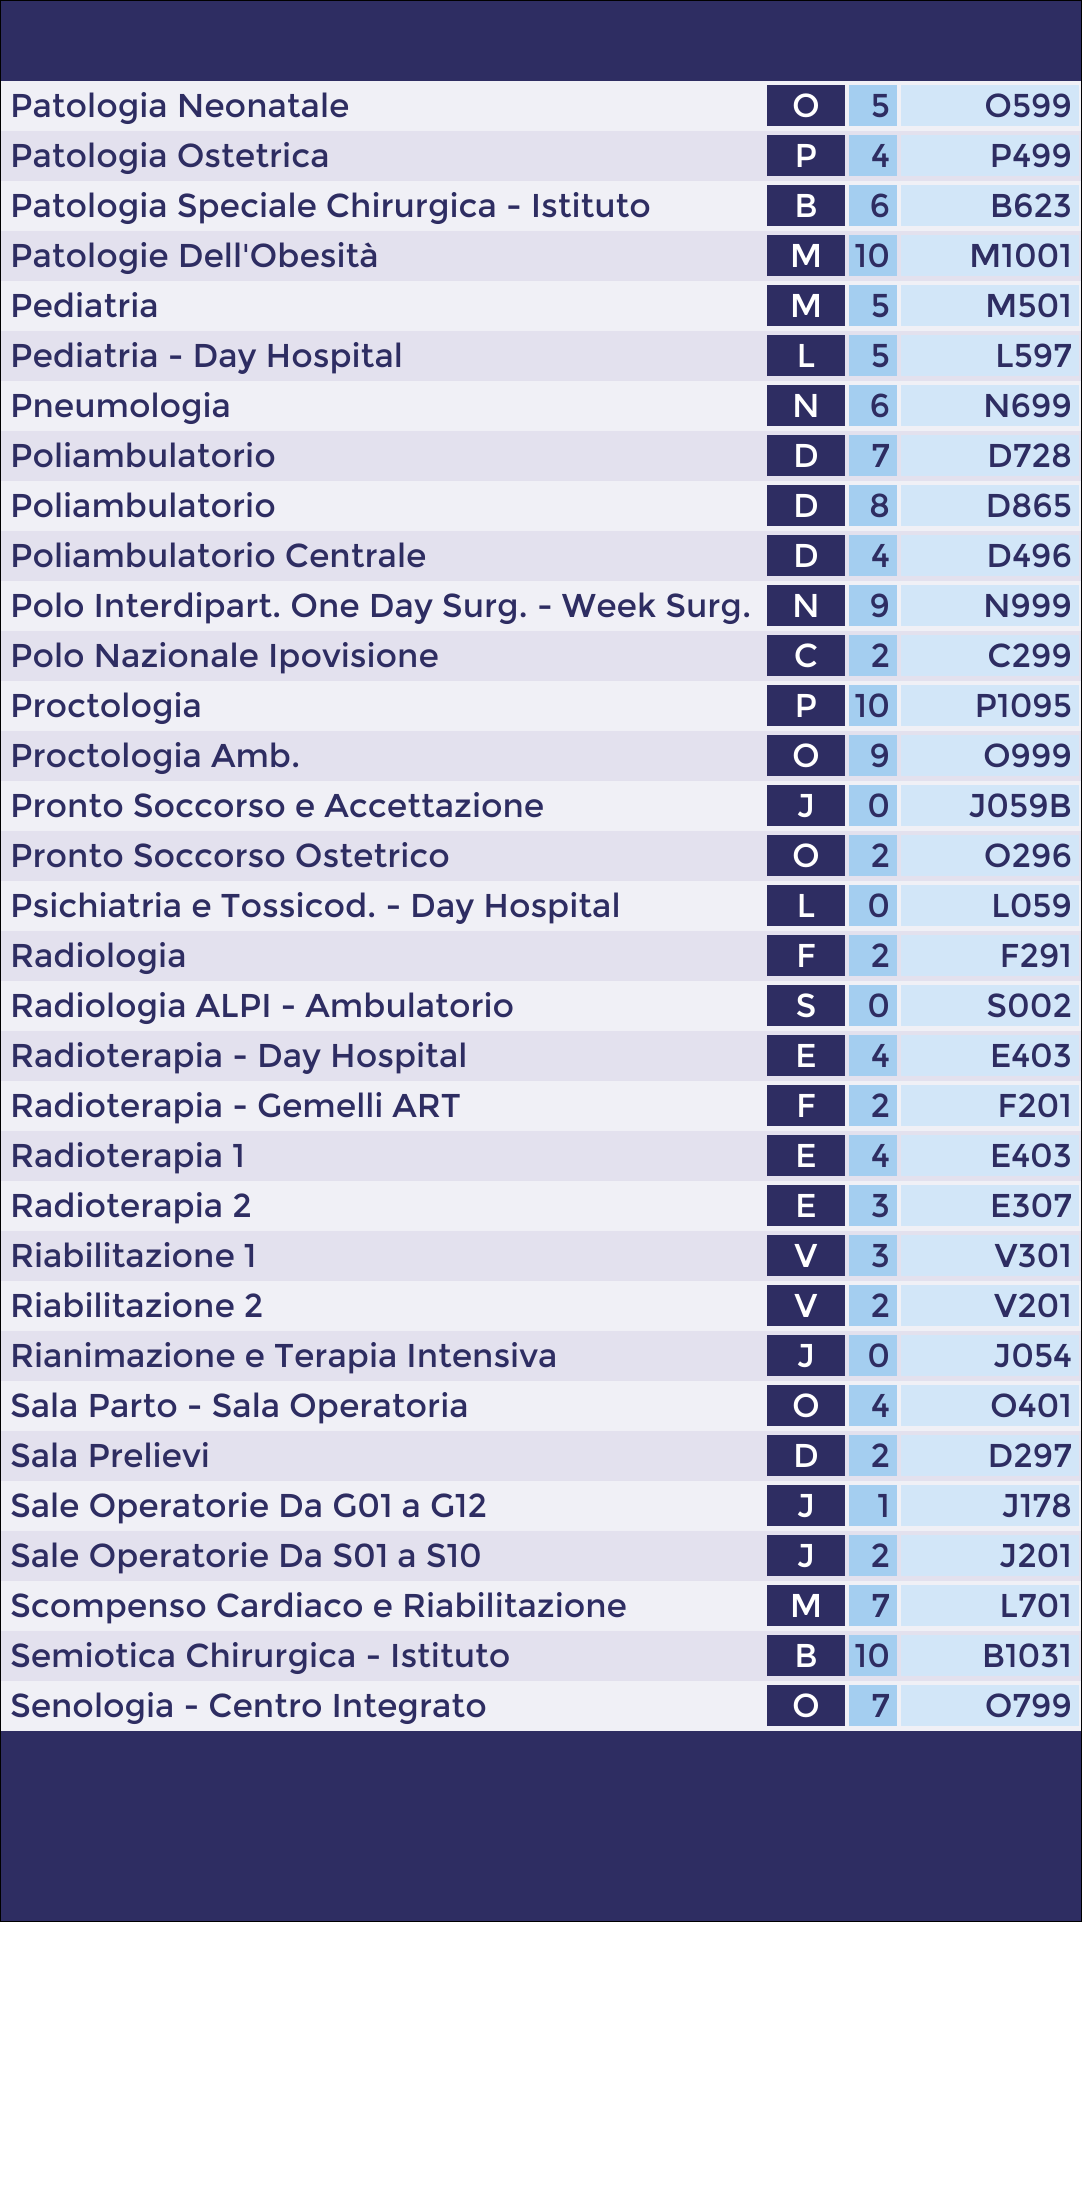 Patologia Neonatale O 5 O599
Patologia Ostetrica P 4 P499
Patologia Speciale Chirurgica - Istituto B 6 B623
Patologie Dell'Obesità M 10 M1001
Pediatria M 5 M501
Pediatria - Day Hospital L 5 L597
Pneumologia N 6 N699
Poliambulatorio D 7 D728
Poliambulatorio D 8 D865
Poliambulatorio Centrale D 4 D496
Polo Interdipart. One Day Surg. - Week Surg. N 9 N999
Polo Nazionale Ipovisione C 2 C299
Proctologia P 10 P1095
Proctologia Amb. O 9 O999
Pronto Soccorso e Accettazione J 0 J059B
Pronto Soccorso Ostetrico O 2 O296
Psichiatria e Tossicod. - Day Hospital L 0 L059
Radiologia F 2 F291
Radiologia ALPI - Ambulatorio S 0 S002
Radioterapia - Day Hospital E 4 E403
Radioterapia - Gemelli ART F 2 F201
Radioterapia 1 E 4 E403
Radioterapia 2 E 3 E307
Riabilitazione 1 V 3 V301
Riabilitazione 2 V 2 V201
Rianimazione e Terapia Intensiva J 0 J054
Sala Parto - Sala Operatoria O 4 O401
Sala Prelievi D 2 D297
Sale Operatorie Da G01 a G12 J 1 J178
Sale Operatorie Da S01 a S10 J 2 J201
Scompenso Cardiaco e Riabilitazione M 7 L701
Semiotica Chirurgica - Istituto B 10 B1031
Senologia - Centro Integrato O 7 O799